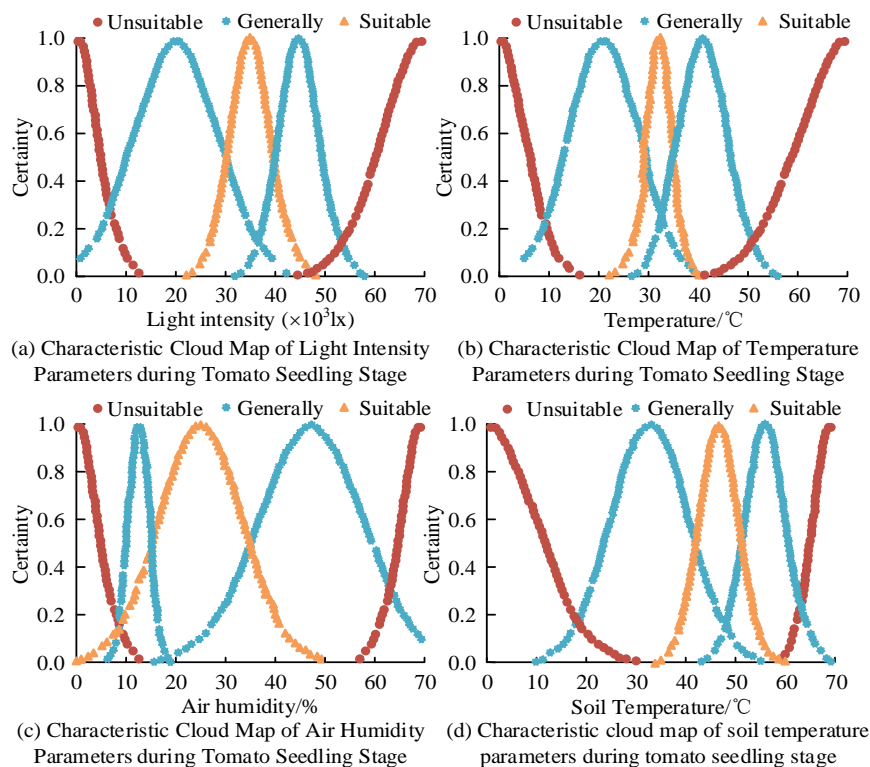 Unsuitable Generally Suitable
1.0
0.8
0.6
0.4
0.2
0.0
Certainty
0 10 20 30 40 50 60 70
Light intensity (×10³lx)
(a) Characteristic Cloud Map of Light Intensity
Parameters during Tomato Seedling Stage
Unsuitable Generally Suitable
1.0
0.8
0.6
0.4
0.2
0.0
Certainty
0 10 20 30 40 50 60 70
Temperature/℃
(b) Characteristic Cloud Map of Temperature
Parameters during Tomato Seedling Stage
Unsuitable Generally Suitable
1.0
0.8
0.6
0.4
0.2
0.0
Certainty
0 10 20 30 40 50 60 70
Air humidity/%
(c) Characteristic Cloud Map of Air Humidity
Parameters during Tomato Seedling Stage
Unsuitable Generally Suitable
1.0
0.8
0.6
0.4
0.2
0.0
Certainty
0 10 20 30 40 50 60 70
Soil Temperature/℃
(d) Characteristic cloud map of soil temperature
parameters during tomato seedling stage